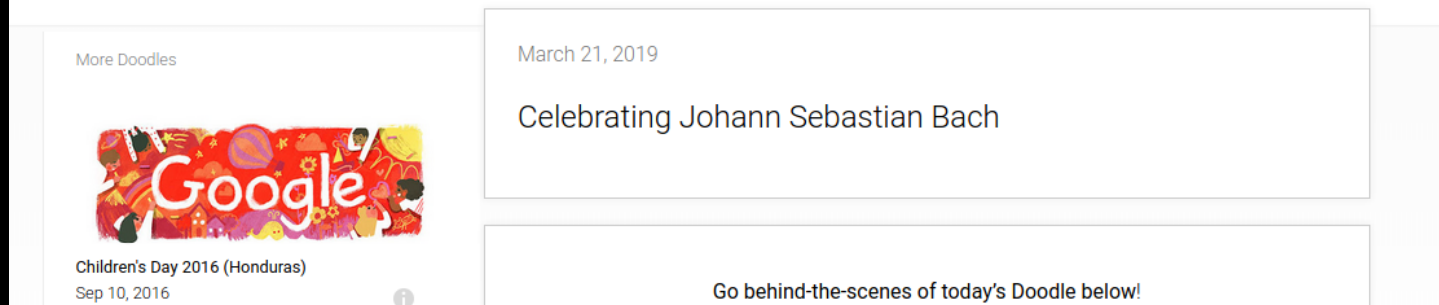 More Doodles
Google
Children's Day 2016 (Honduras)
Sep 10, 2016
March 21, 2019
Celebrating Johann Sebastian Bach
Go behind-the-scenes of today's Doodle below!